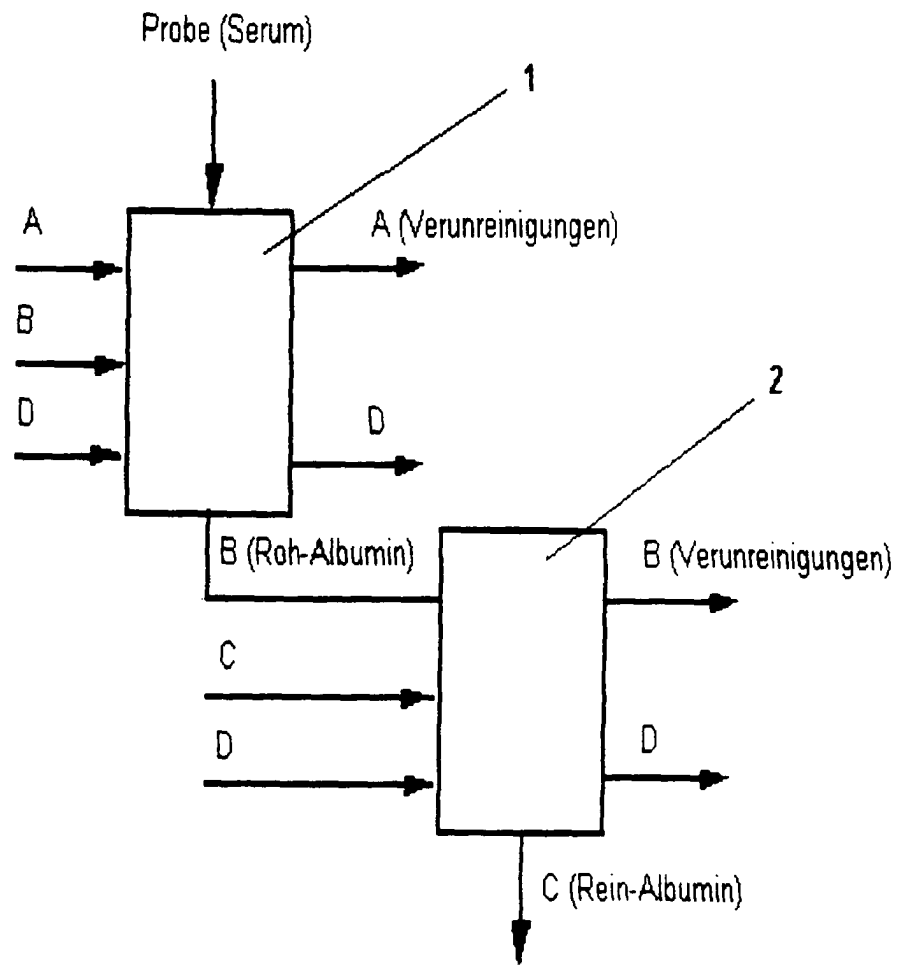 Probe (Serum)
1
A
A (Verunreinigungen)
B
2
D
D
B (Roh-Albumin)
B (Verunreinigungen)
C
D
D
C (Rein-Albumin)